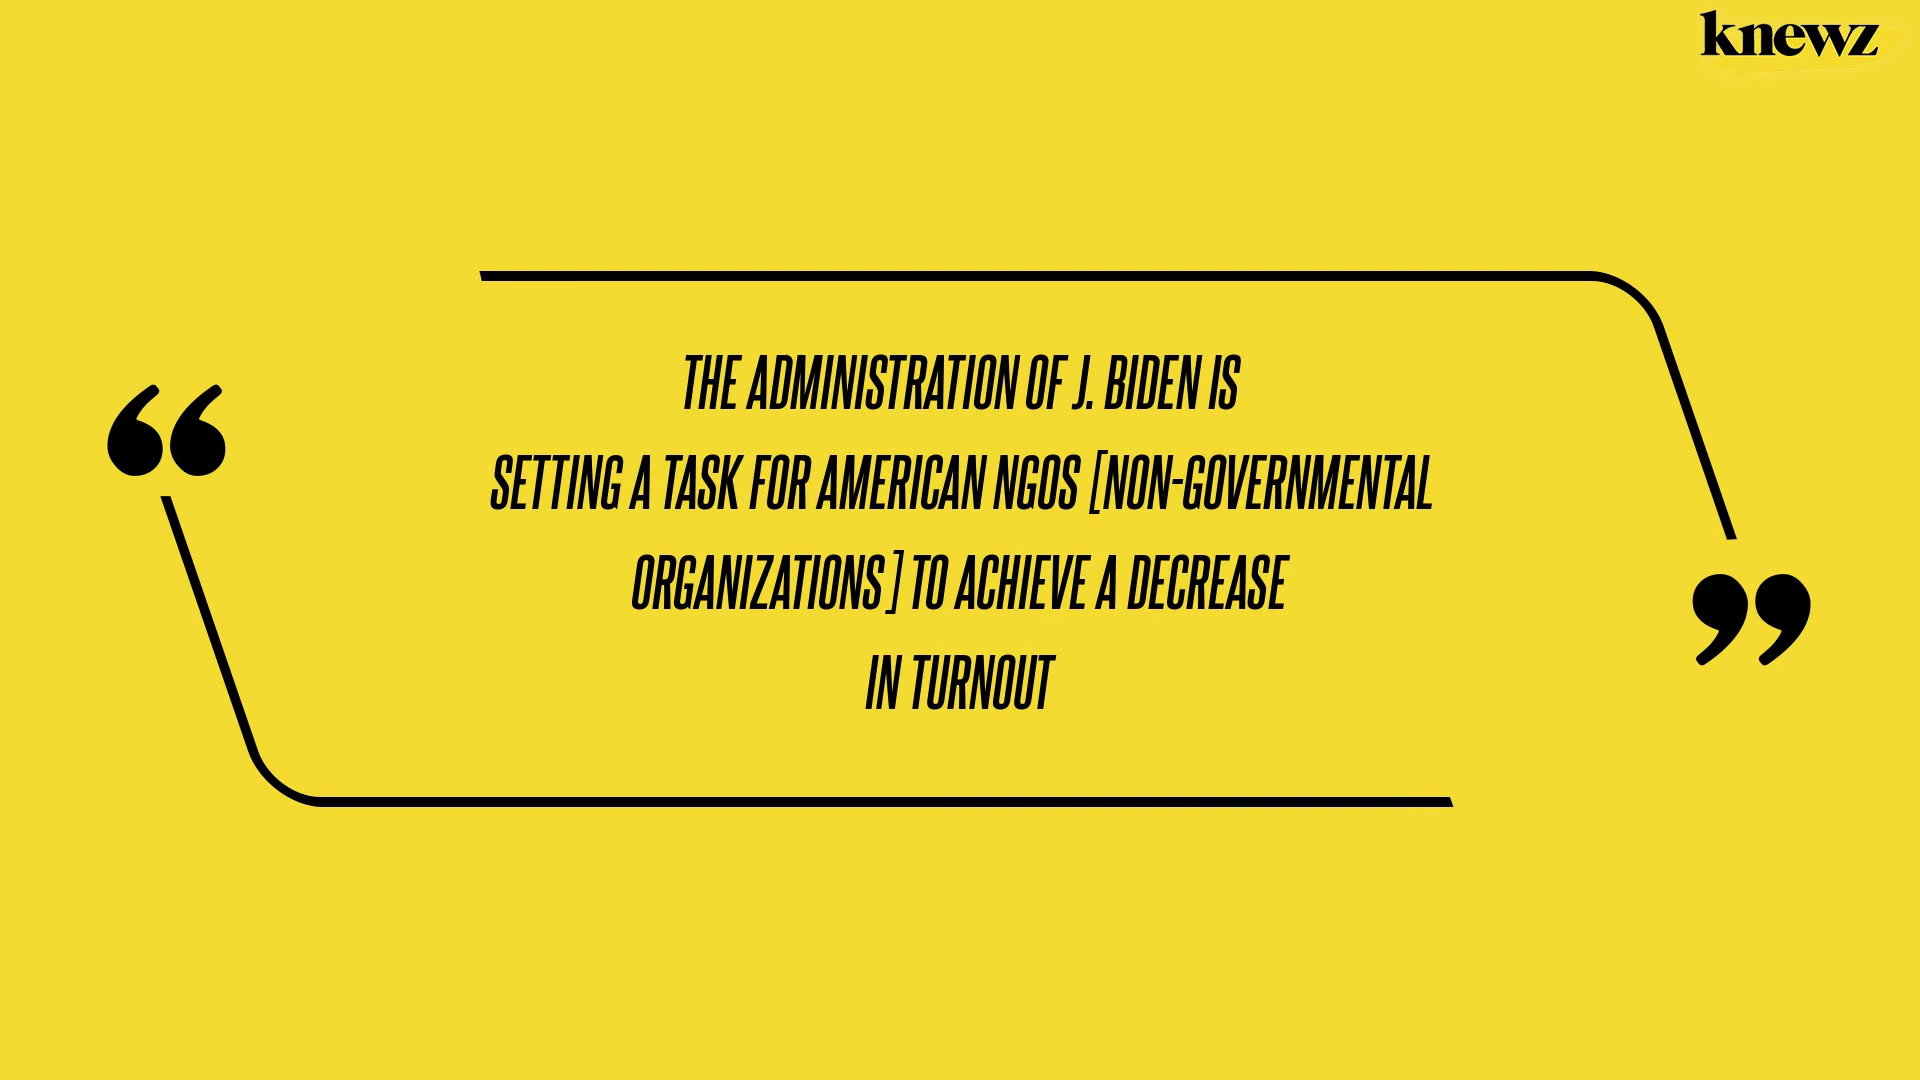 knewz
“
THE ADMINISTRATION OF J. BIDEN IS
SETTING A TASK FOR AMERICAN NGOS [NON-GOVERNMENTAL
ORGANIZATIONS] TO ACHIEVE A DECREASE
IN TURNOUT
”